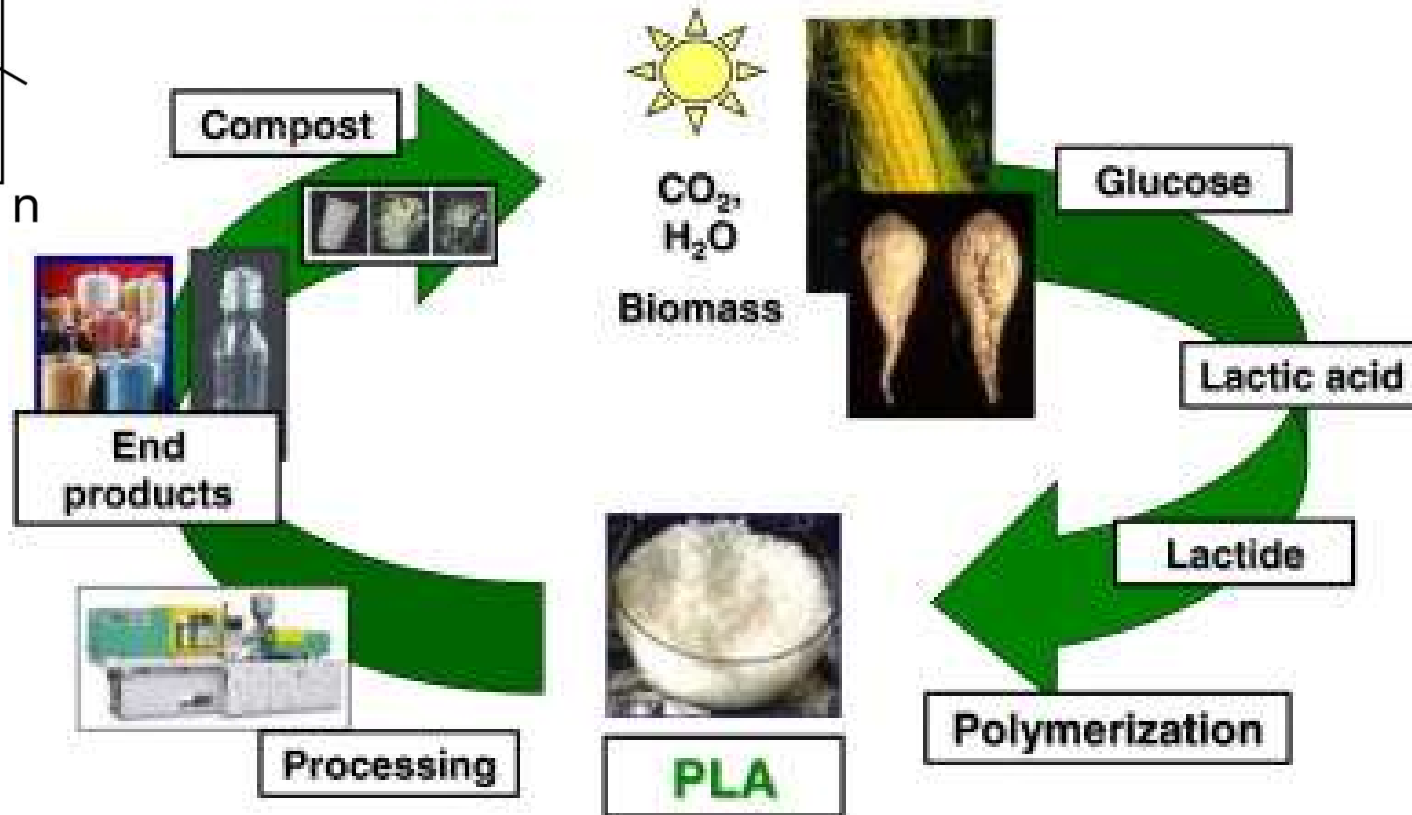 n
Compost
CO₂,
H₂O
Biomass
Glucose
Lactic acid
Lactide
Polymerization
PLA
Processing
End
products